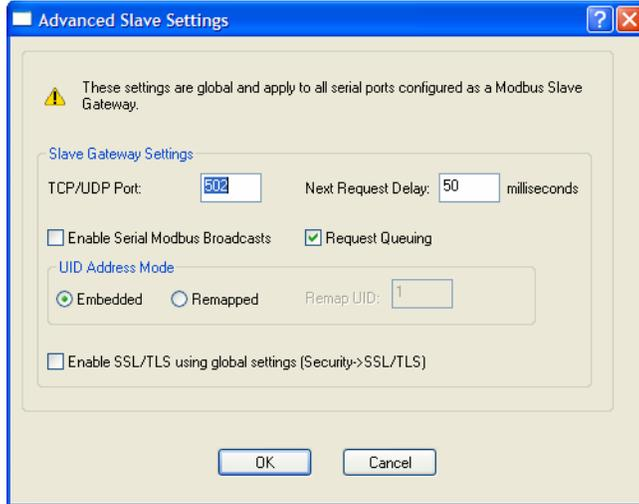 Advanced Slave Settings
These settings are global and apply to all serial ports configured as a Modbus Slave
Gateway.
Slave Gateway Settings
TCP/UDP Port: 502 Next Request Delay: 50 milliseconds
Enable Serial Modbus Broadcasts Request Queuing
UID Address Mode
Embedded Remapped Remap UID: 1
Enable SSL/TLS using global settings (Security->SSL/TLS)
OK Cancel